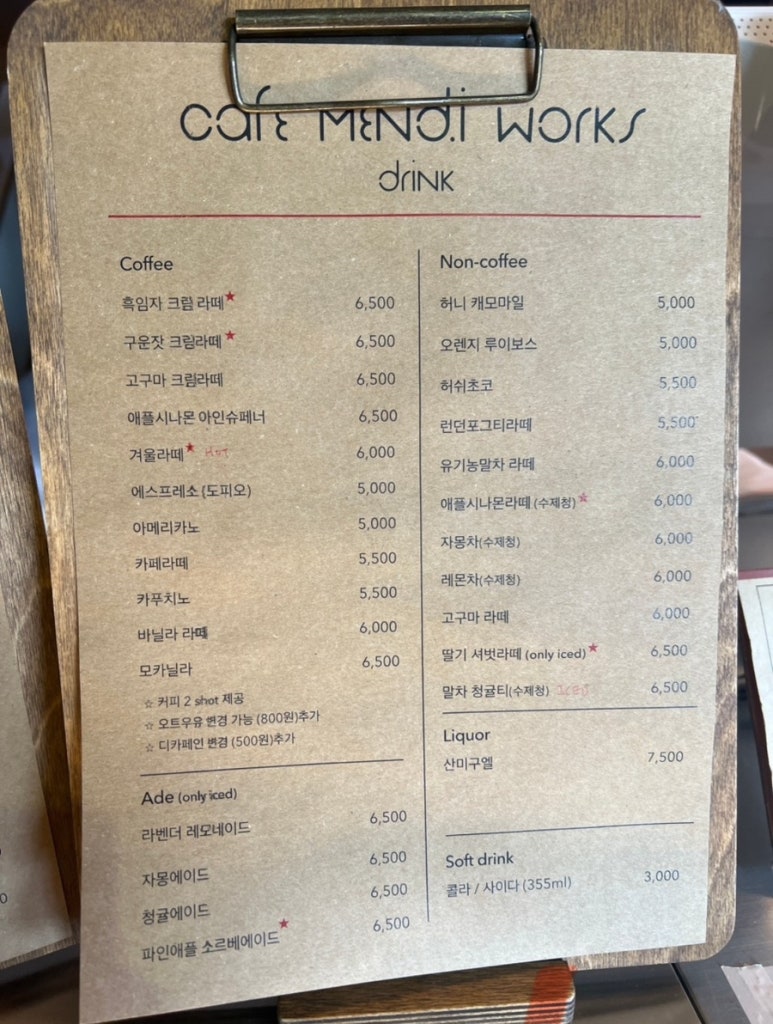 cafe MENd.i works
drink
Coffee
흑임자 크림 라떼★ 6,500
구운잣 크림라떼★ 6,500
고구마 크림라떼 6,500
애플시나몬 아인슈페너 6,500
겨울라떼★ HOT 6,000
에스프레소 (도피오) 5,000
아메리카노 5,000
카페라떼 5,500
카푸치노 5,500
바닐라 라떼 6,000
모카닐라 6,500
☆ 커피 2 shot 제공
☆ 오트우유 변경 가능 (800원)추가
☆ 디카페인 변경 (500원)추가
Ade (only iced)
라벤더 레모네이드 6,500
자몽에이드 6,500
청귤에이드 6,500
파인애플 소르베에이드★ 6,500
Non-coffee
허니 캐모마일 5,000
오렌지 루이보스 5,000
허쉬초코 5,500
런던포그티라떼 5,500
유기농말차 라떼 6,000
애플시나몬라떼 (수제청)★ 6,000
자몽차(수제청) 6,000
레몬차(수제청) 6,000
고구마 라떼 6,000
딸기 셔벗라떼 (only iced)★ 6,500
말차 청귤티(수제청) ICED 6,500
Liquor
산미구엘 7,500
Soft drink
콜라 / 사이다 (355ml) 3,000